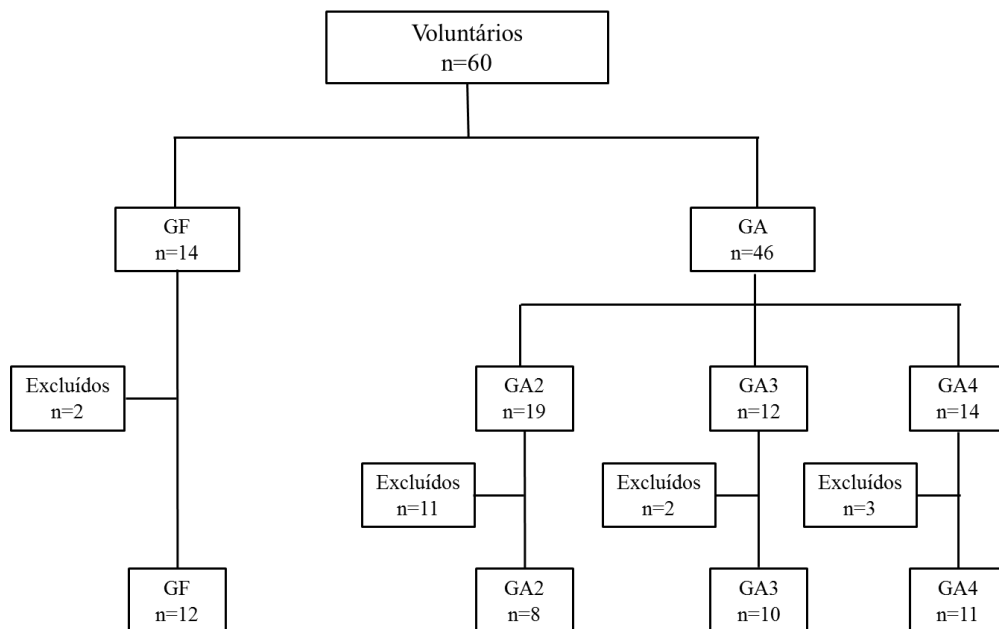 Voluntários
n=60
GF
n=14
GA
n=46
Excluídos
n=2
GA2
n=19
GA3
n=12
GA4
n=14
Excluídos
n=11
Excluídos
n=2
Excluídos
n=3
GF
n=12
GA2
n=8
GA3
n=10
GA4
n=11